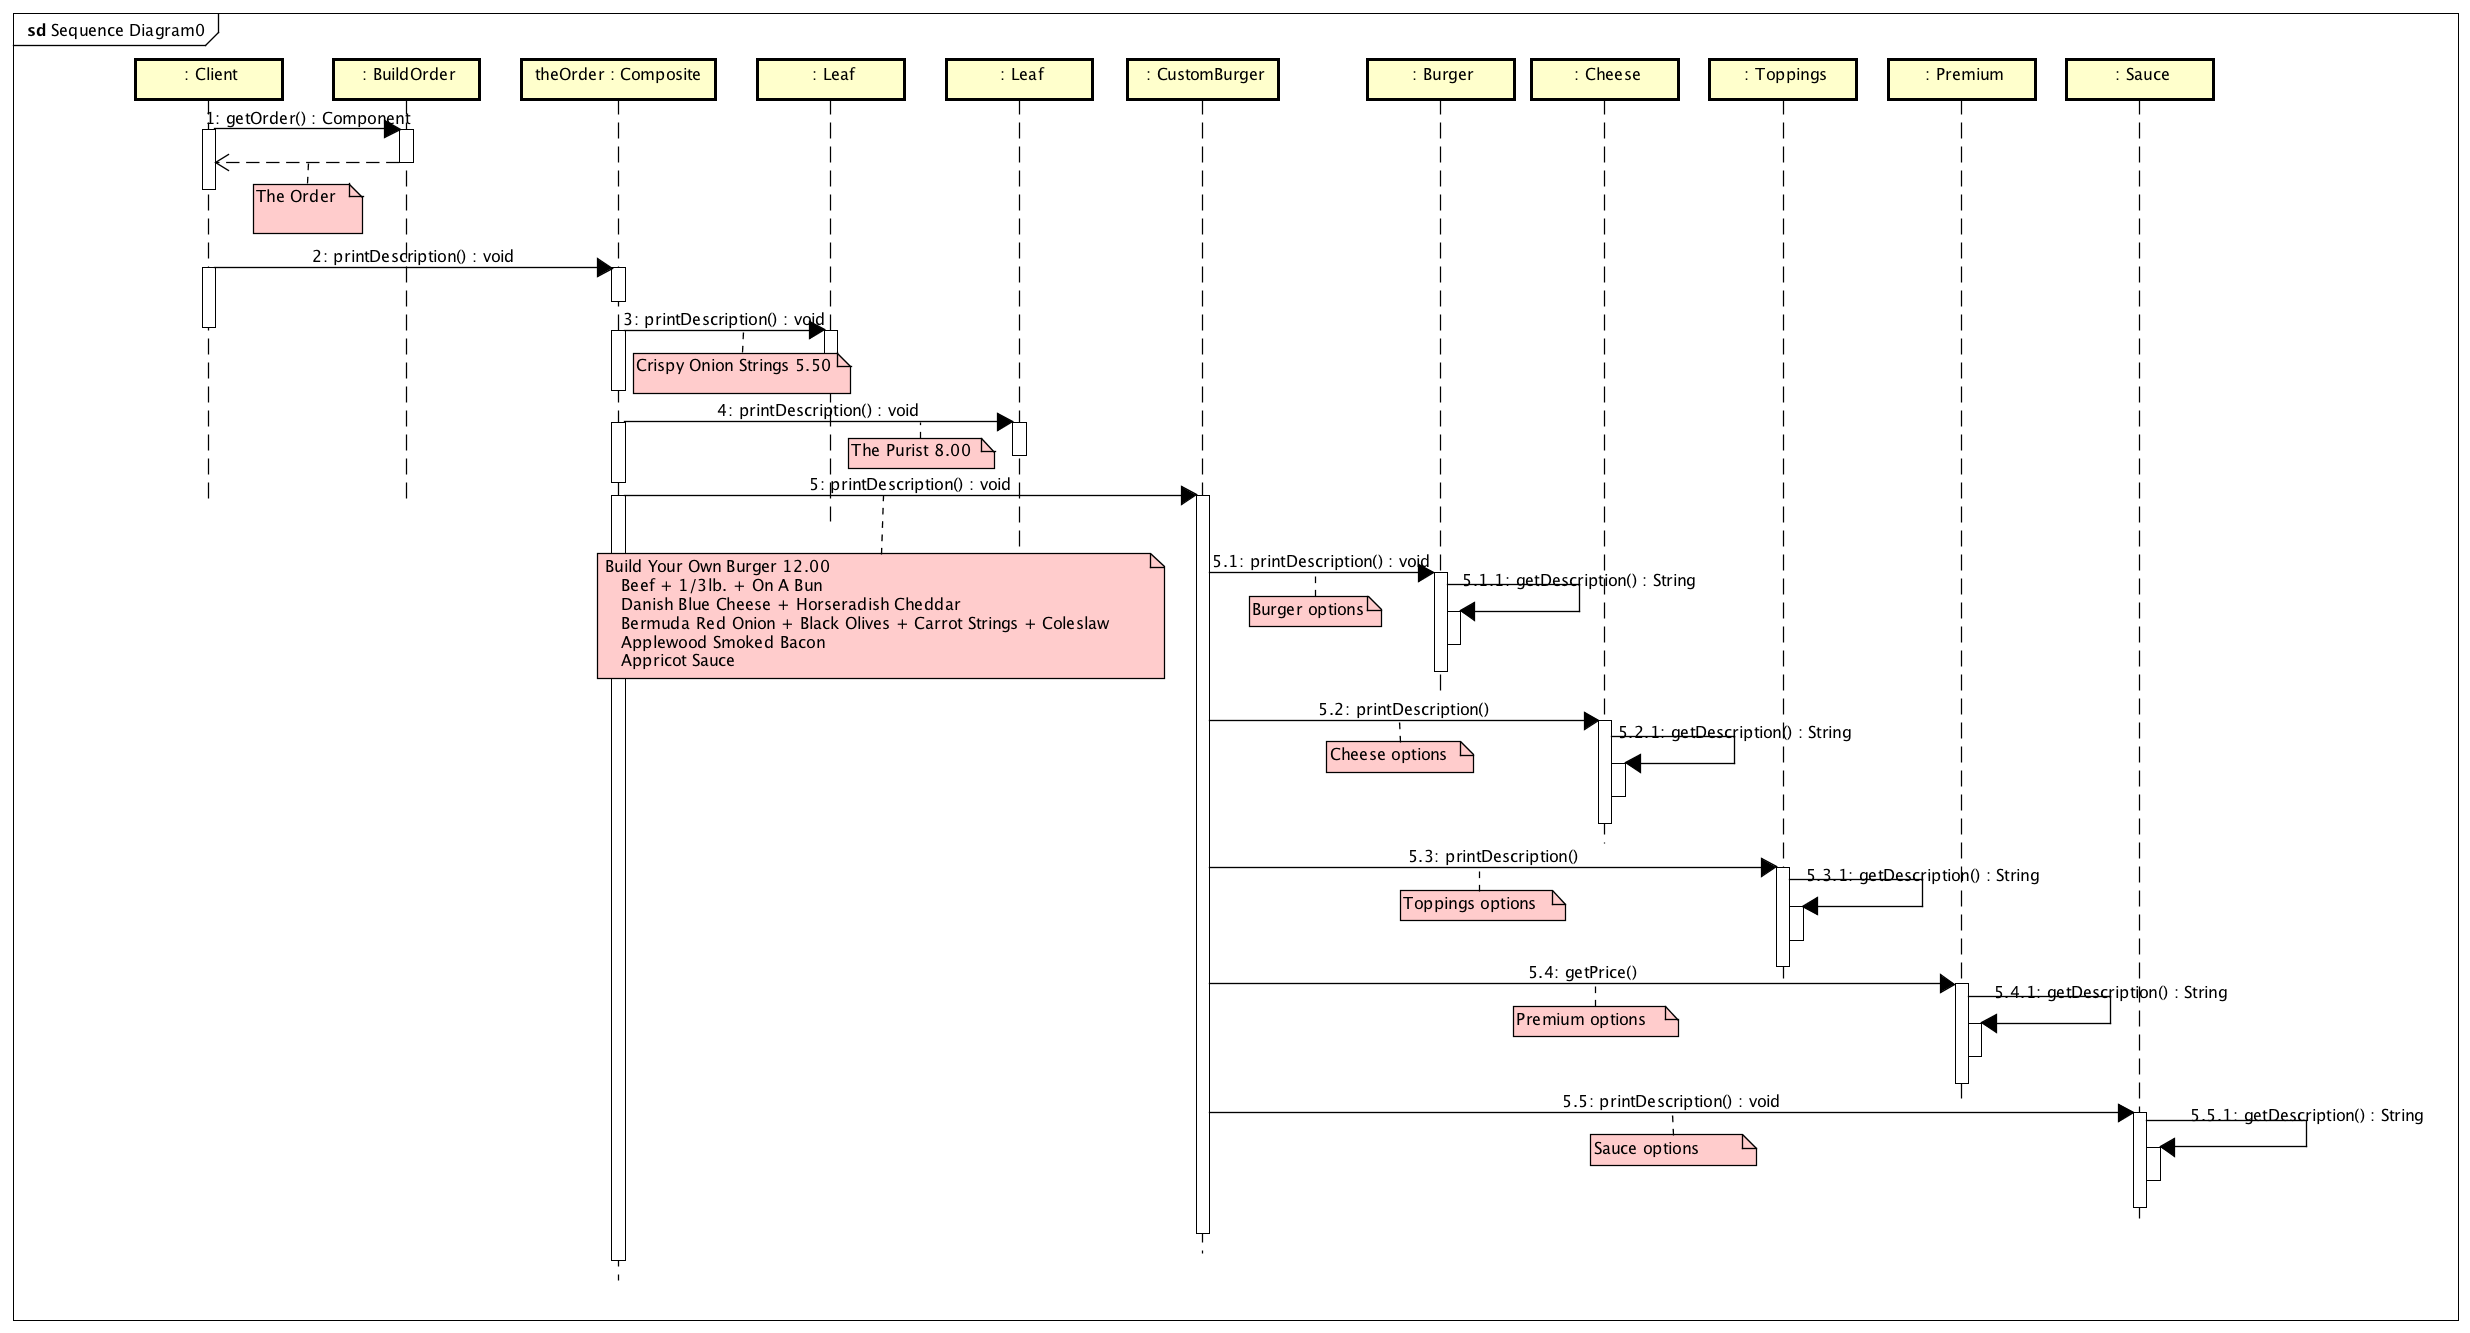 sd Sequence Diagram0
: Client
: BuildOrder
theOrder : Composite
: Leaf
: Leaf
: CustomBurger
: Burger
: Cheese
: Toppings
: Premium
: Sauce
1: getOrder() : Component
The Order
2: printDescription() : void
3: printDescription() : void
Crispy Onion Strings 5.50
4: printDescription() : void
The Purist 8.00
5: printDescription() : void
Build Your Own Burger 12.00
Beef + 1/3lb. + On A Bun
Danish Blue Cheese + Horseradish Cheddar
Bermuda Red Onion + Black Olives + Carrot Strings + Coleslaw
Applewood Smoked Bacon
Appricot Sauce
5.1: printDescription() : void
5.1.1: getDescription() : String
Burger options
5.2: printDescription()
5.2.1: getDescription() : String
Cheese options
5.3: printDescription()
5.3.1: getDescription() : String
Toppings options
5.4: getPrice()
5.4.1: getDescription() : String
Premium options
5.5: printDescription() : void
5.5.1: getDescription() : String
Sauce options